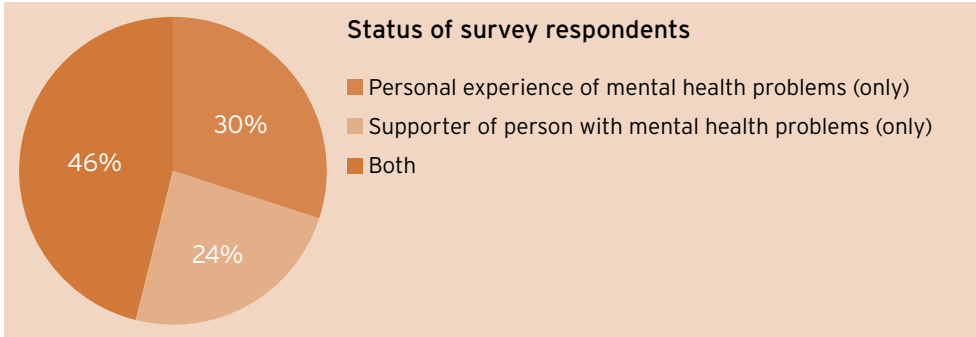 Status of survey respondents
Personal experience of mental health problems (only)
Supporter of person with mental health problems (only)
Both
30%
46%
24%